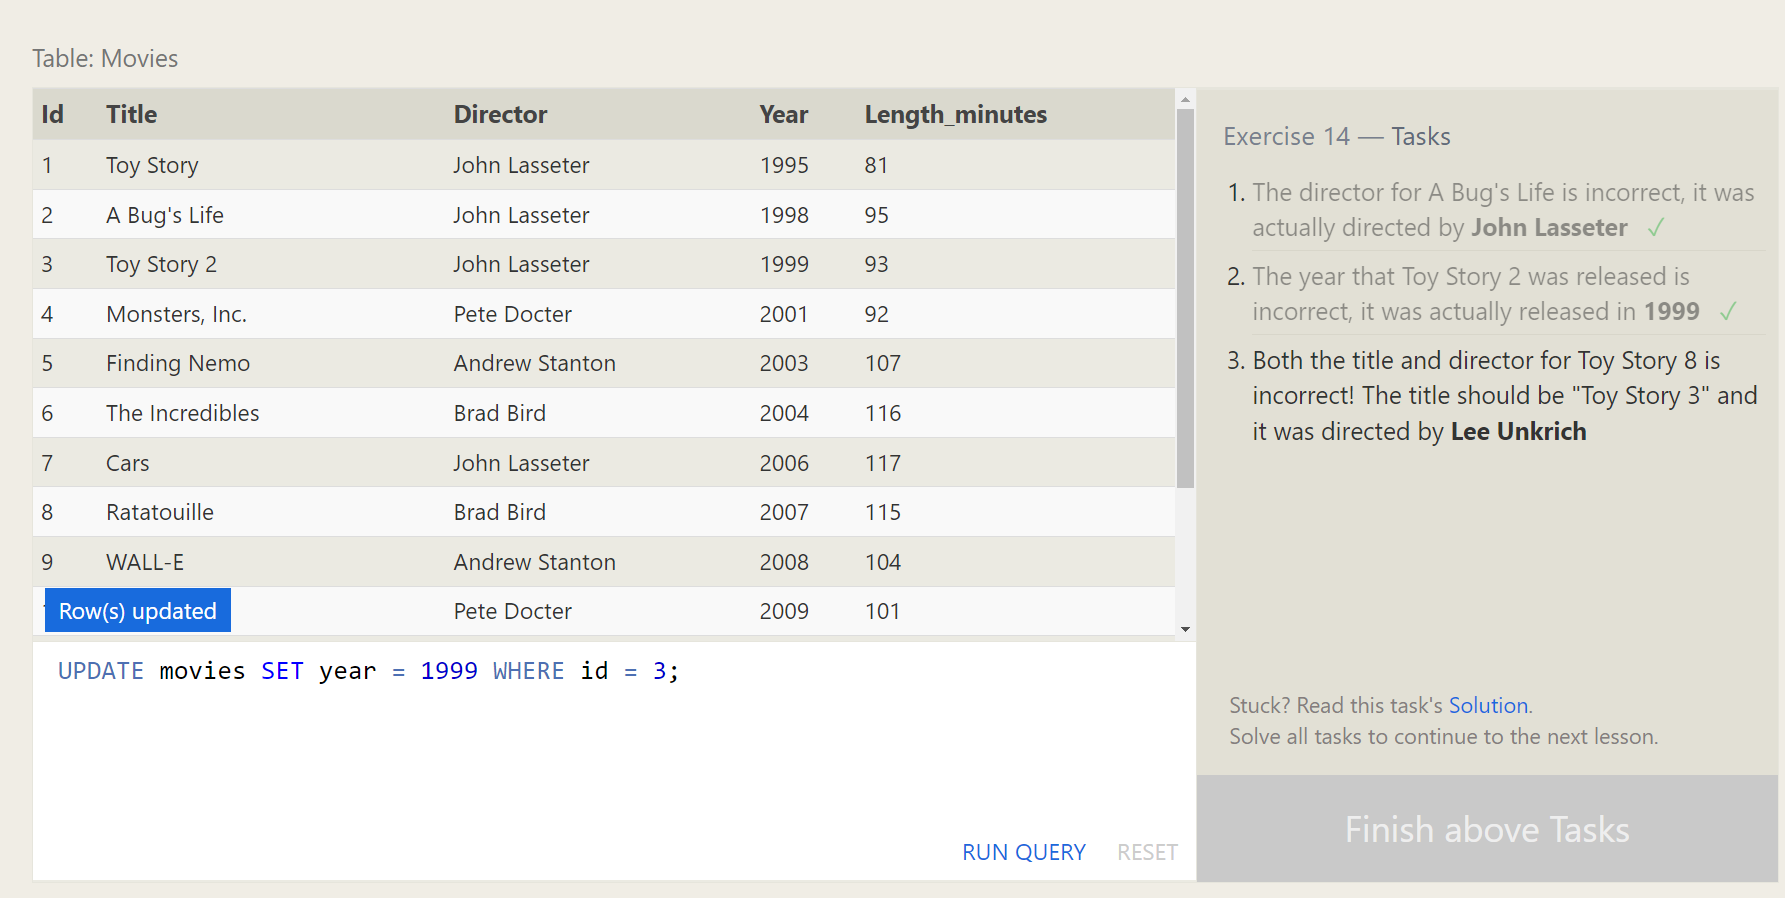 Table: Movies
Id Title Director Year Length_minutes
1 Toy Story John Lasseter 1995 81
2 A Bug's Life John Lasseter 1998 95
3 Toy Story 2 John Lasseter 1999 93
4 Monsters, Inc. Pete Docter 2001 92
5 Finding Nemo Andrew Stanton 2003 107
6 The Incredibles Brad Bird 2004 116
7 Cars John Lasseter 2006 117
8 Ratatouille Brad Bird 2007 115
9 WALL-E Andrew Stanton 2008 104
Row(s) updated Pete Docter 2009 101
UPDATE movies SET year = 1999 WHERE id = 3;
RUN QUERY RESET
Exercise 14 — Tasks
1. The director for A Bug's Life is incorrect, it was
actually directed by John Lasseter ✓
2. The year that Toy Story 2 was released is
incorrect, it was actually released in 1999 ✓
3. Both the title and director for Toy Story 8 is
incorrect! The title should be "Toy Story 3" and
it was directed by Lee Unkrich
Stuck? Read this task's Solution.
Solve all tasks to continue to the next lesson.
Finish above Tasks